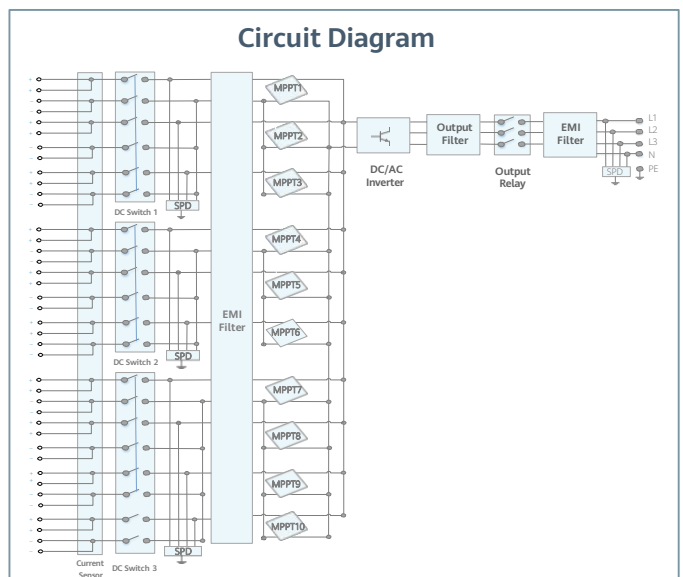 Circuit Diagram
MPPT1
MPPT2
MPPT3
SPD
DC Switch 1
MPPT4
MPPT5
MPPT6
SPD
DC Switch 2
EMI
Filter
MPPT7
MPPT8
MPPT9
MPPT10
SPD
Current
Sensor
DC Switch 3
DC/AC
Inverter
Output
Filter
Output
Relay
EMI
Filter
SPD
L1
L2
L3
N
PE